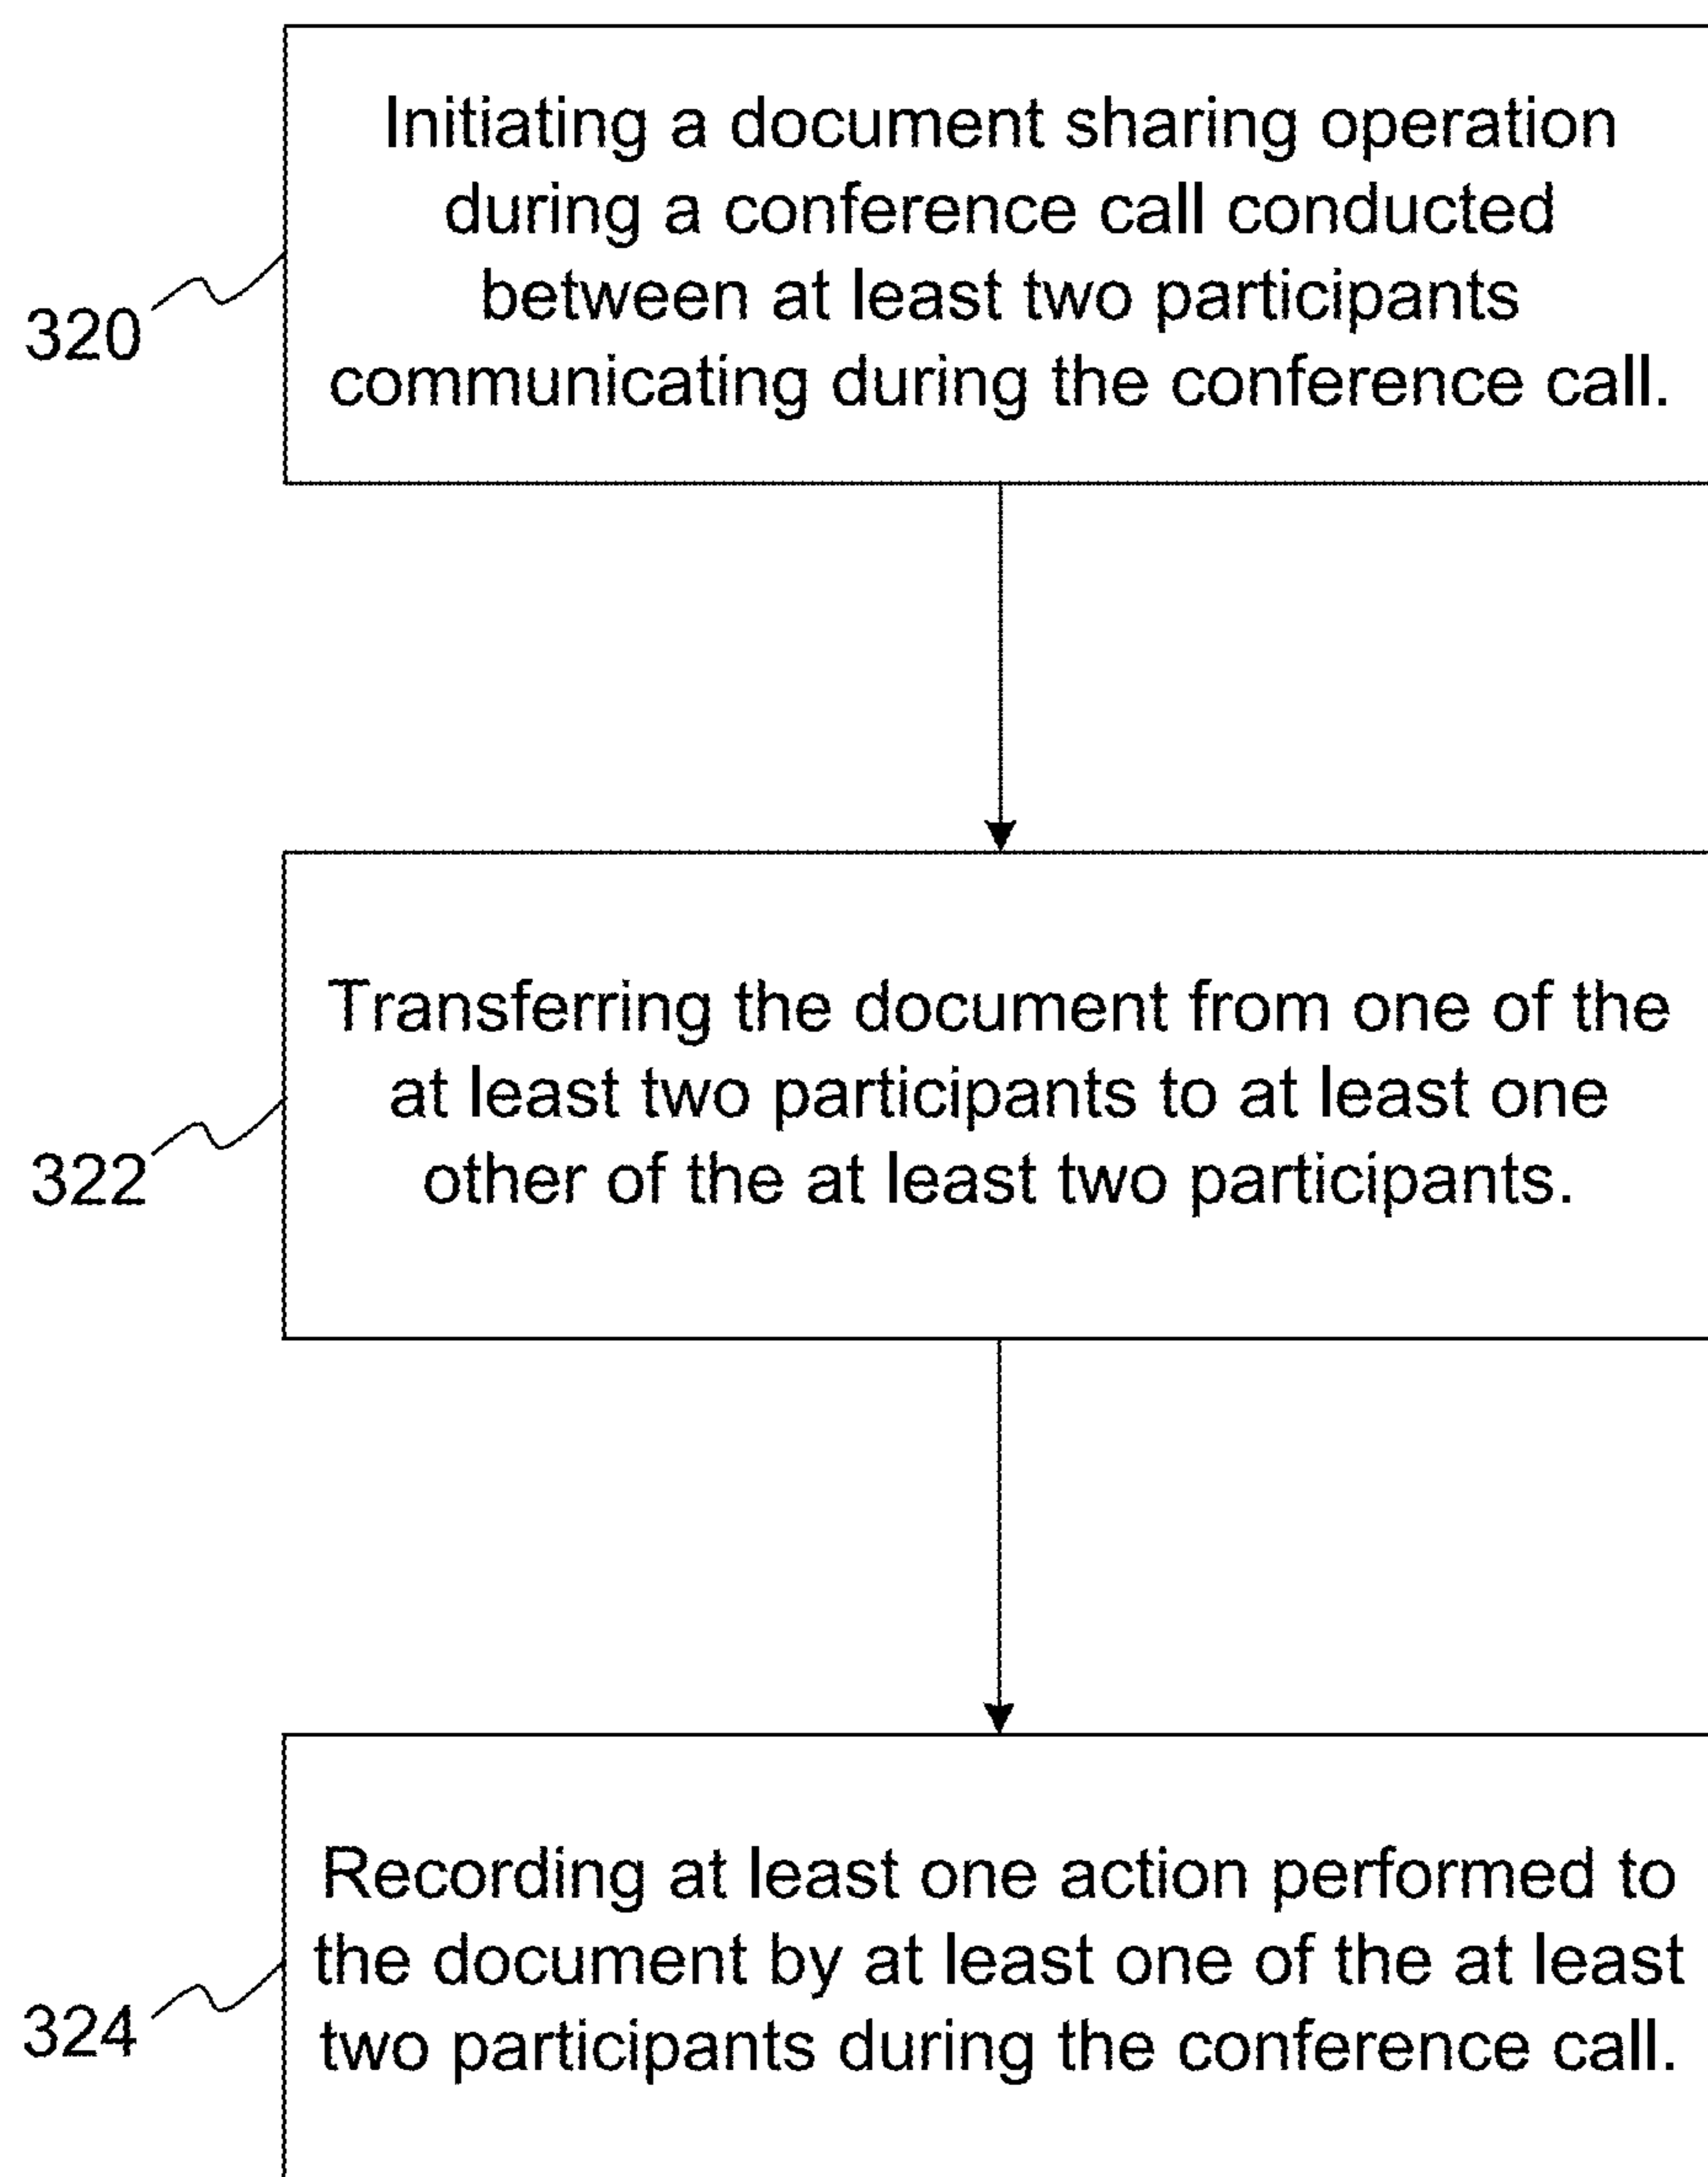 Initiating a document sharing operation
during a conference call conducted
between at least two participants
communicating during the conference call.
320
Transferring the document from one of the
at least two participants to at least one
other of the at least two participants.
322
Recording at least one action performed to
the document by at least one of the at least
two participants during the conference call.
324